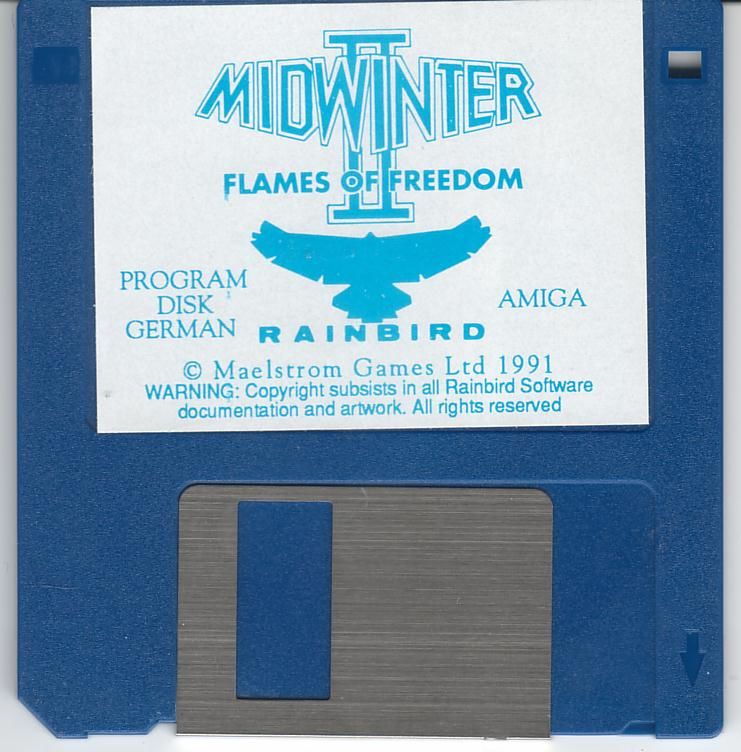 II
MIDWINTER
FLAMES OF FREEDOM
PROGRAM
DISK
GERMAN
AMIGA
RAINBIRD
© Maelstrom Games Ltd 1991
WARNING: Copyright subsists in all Rainbird Software
documentation and artwork. All rights reserved